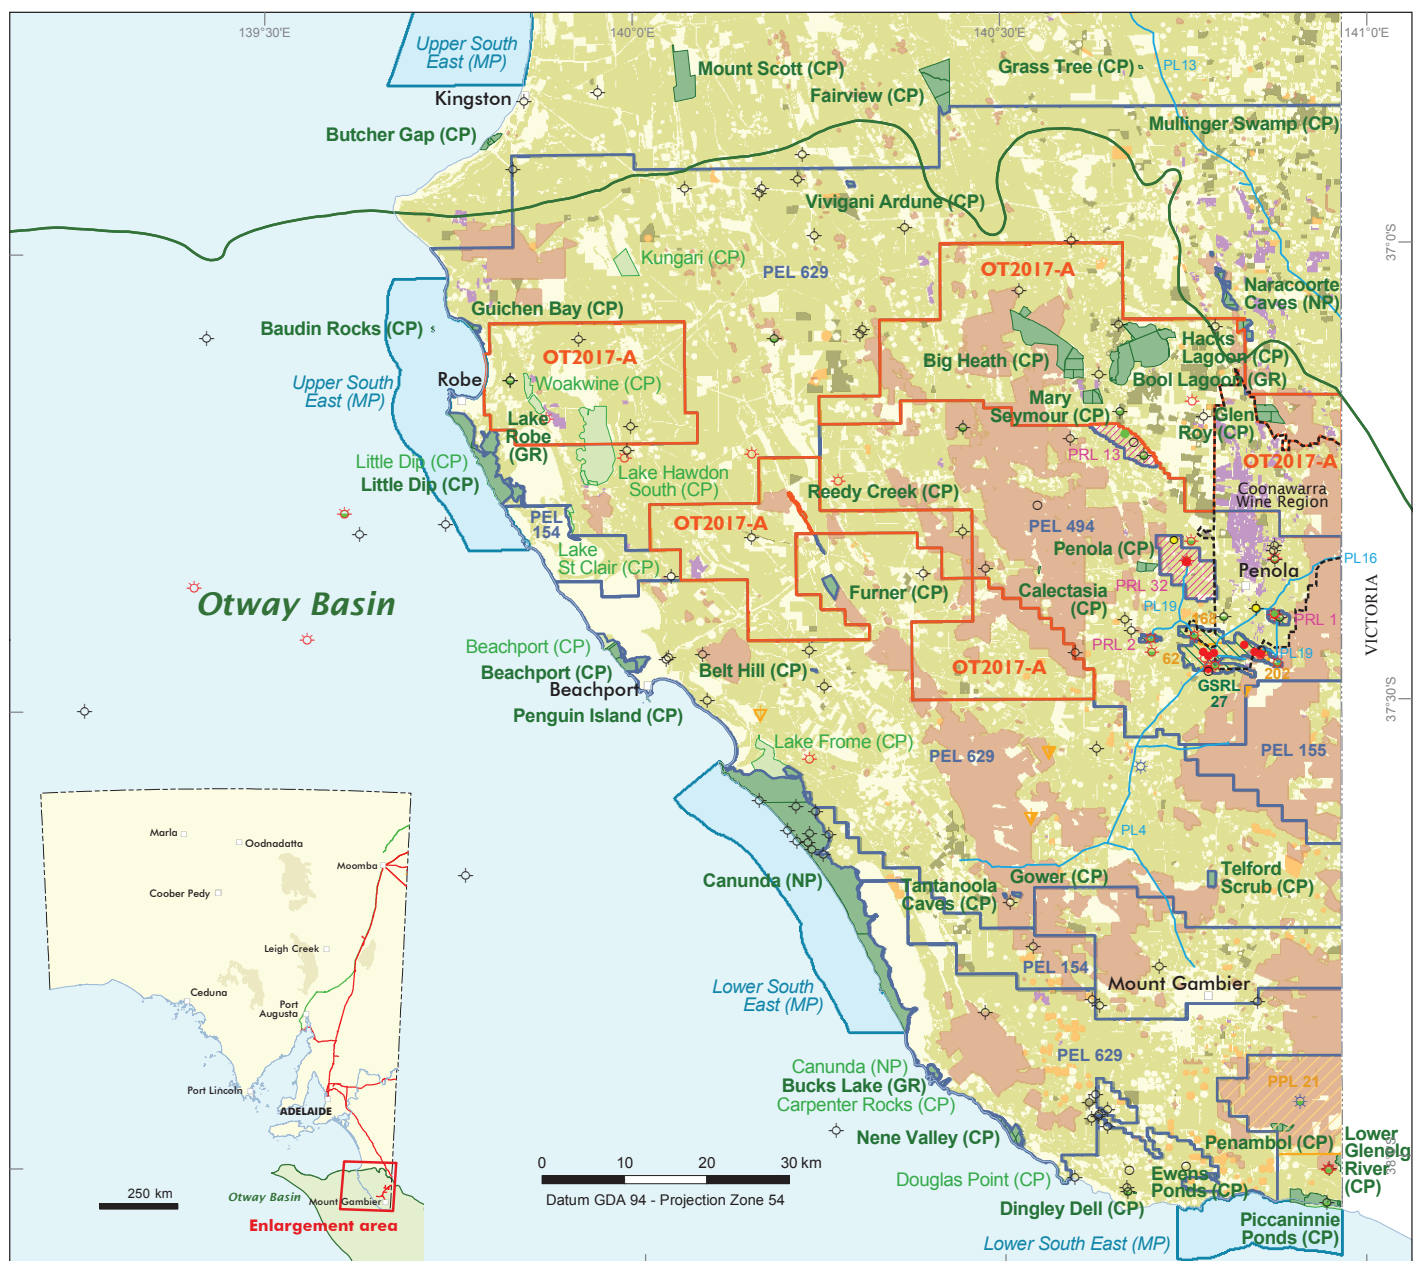 139°30'E
140°0'E
140°30'E
141°0'E
Upper South
East (MP)
Kingston
Butcher Gap (CP)
Mount Scott (CP)
Fairview (CP)
Grass Tree (CP)
PL13
Mullinger Swamp (CP)
Vivigani Ardune (CP)
Kungari (CP)
PEL 629
OT2017-A
37°0'S
Naracoorte
Caves (NP)
Guichen Bay (CP)
Baudin Rocks (CP)
Upper South
East (MP)
Robe
OT2017-A
Woakwine (CP)
Lake
Robe
(GR)
Big Heath (CP)
Hacks
Lagoon (CP)
Bool Lagoon (GR)
Mary
Seymour (CP)
Glen
Roy (CP)
PRL 13
OT2017-A
Little Dip (CP)
Little Dip (CP)
Lake Hawdon
South (CP)
Reedy Creek (CP)
Coonawarra
Wine Region
PEL
154
OT2017-A
PEL 494
Penola (CP)
Lake
St Clair (CP)
Furner (CP)
Calectasia
(CP)
PRL 32
Penola
PL16
VICTORIA
PL19
168
PRL 1
Otway Basin
PRL 2
62
PL19
202
GSRL
27
Beachport (CP)
Beachport (CP)
Beachport
Penguin Island (CP)
Belt Hill (CP)
OT2017-A
37°30'S
Lake Frome (CP)
PEL 629
PEL 155
PL4
Canunda (NP)
Tantanoola
Caves (CP)
Gower (CP)
Telford
Scrub (CP)
PEL 154
Mount Gambier
Lower South
East (MP)
PEL 629
Canunda (NP)
Bucks Lake (GR)
Carpenter Rocks (CP)
PPL 21
Nene Valley (CP)
Penambol (CP)
Lower
Glenelg
River
(CP)
Douglas Point (CP)
Ewens
Ponds (CP)
Dingley Dell (CP)
Piccaninnie
Ponds (CP)
Lower South East (MP)
0 10 20 30 km
Datum GDA 94 - Projection Zone 54
Marla
Oodnadatta
Moomba
Coober Pedy
Leigh Creek
Ceduna
Port
Augusta
Port Lincoln
ADELAIDE
Otway Basin
Mount Gambier
250 km
Enlargement area